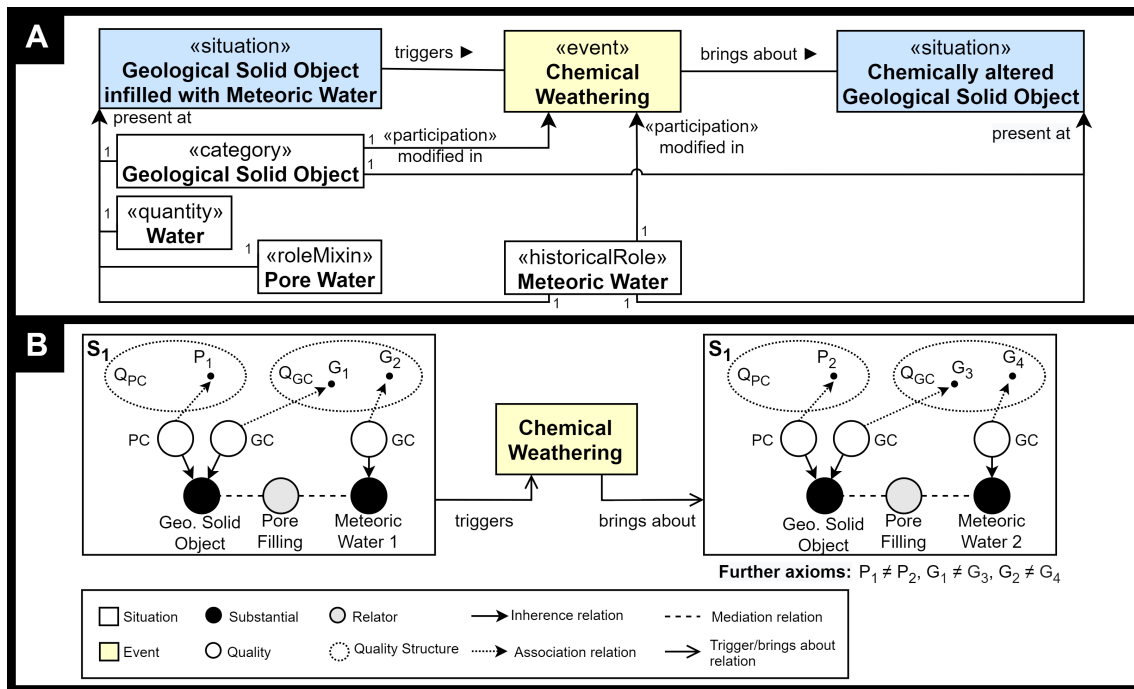 A
«situation»
Geological Solid Object
infilled with Meteoric Water
triggers ►
«event»
Chemical
Weathering
brings about ►
«situation»
Chemically altered
Geological Solid Object
present at
1
«category»
Geological Solid Object
1
1
«participation»
modified in
«participation»
modified in
present at
1
«quantity»
Water
1
«roleMixin»
Pore Water
1
«historicalRole»
Meteoric Water
1
1
B
S1
QPC
P1
QGC
G1
G2
PC
GC
GC
Geo. Solid
Object
Pore
Filling
Meteoric
Water 1
triggers
Chemical
Weathering
brings about
S1
QPC
P2
QGC
G3
G4
PC
GC
GC
Geo. Solid
Object
Pore
Filling
Meteoric
Water 2
Further axioms: P1 ≠ P2, G1 ≠ G3, G2 ≠ G4
Situation
Substantial
Relator
Inherence relation
Mediation relation
Event
Quality
Quality Structure
Association relation
Trigger/brings about
relation